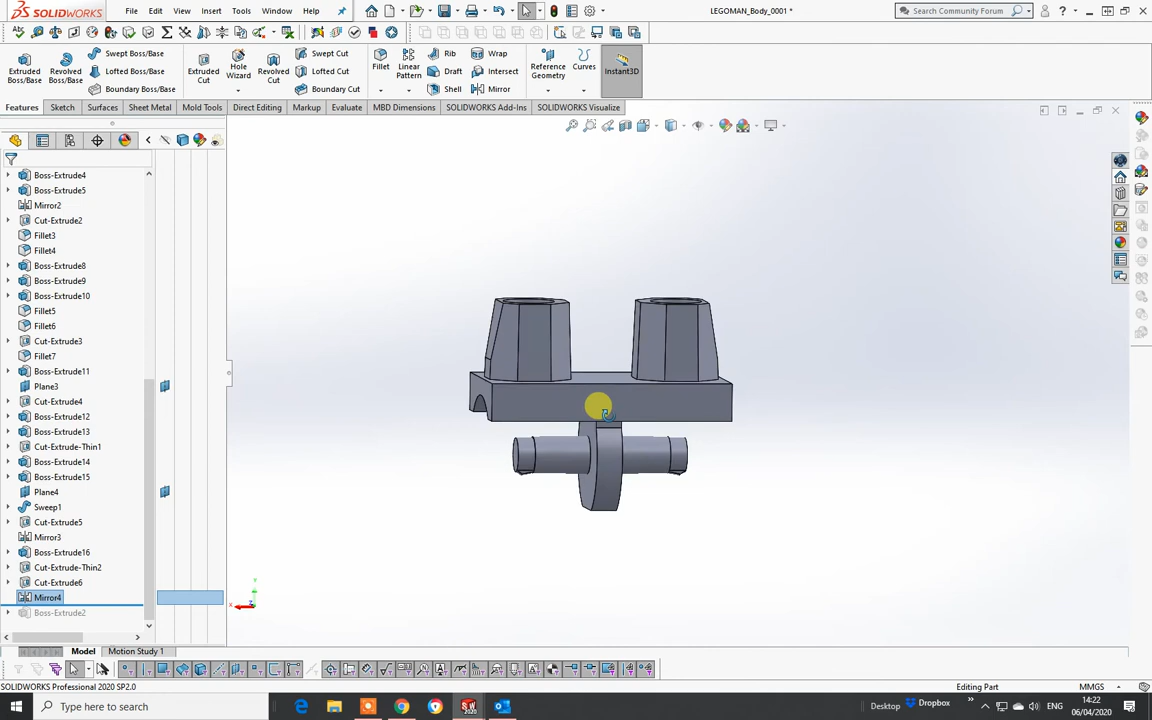 SOLIDWORKS File Edit View Insert Tools Window Help LEGOMAN_Body_0001 * Search Community Forum ?
Extruded Boss/Base Revolved Boss/Base Swept Boss/Base Lofted Boss/Base Boundary Boss/Base Extruded Cut Hole Wizard Revolved Cut Swept Cut Lofted Cut Boundary Cut Fillet Linear Pattern Rib Draft Shell Wrap Intersect Mirror Reference Geometry Curves Instant3D
Features Sketch Surfaces Sheet Metal Mold Tools Direct Editing Markup Evaluate MBD Dimensions SOLIDWORKS Add-Ins SOLIDWORKS Visualize
Boss-Extrude4
Boss-Extrude5
Mirror2
Cut-Extrude2
Fillet3
Fillet4
Boss-Extrude8
Boss-Extrude9
Boss-Extrude10
Fillet5
Fillet6
Cut-Extrude3
Fillet7
Boss-Extrude11
Plane3
Cut-Extrude4
Boss-Extrude12
Boss-Extrude13
Cut-Extrude-Thin1
Boss-Extrude14
Boss-Extrude15
Plane4
Sweep1
Cut-Extrude5
Mirror3
Boss-Extrude16
Cut-Extrude-Thin2
Cut-Extrude6
Mirror4
Boss-Extrude2
Y
X
Z
Model Motion Study 1
SOLIDWORKS Professional 2020 SP2.0 Editing Part MMGS
Type here to search Desktop Dropbox ENG 14:22
06/04/2020